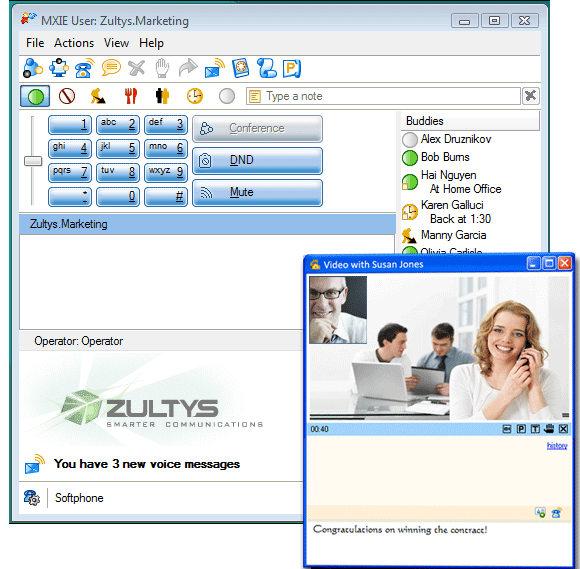 MXIE User: Zultys.Marketing
File Actions View Help
Type a note
1
abc 2
def 3
ghi 4
jkl 5
mno 6
pqrs 7
tuv 8
wxyz 9
*
0
#
Conference
DND
Mute
Buddies
Alex Druznikov
Bob Burns
Hai Nguyen
At Home Office
Karen Galluci
Back at 1:30
Manny Garcia
Olivia Carlisle
Zultys.Marketing
Operator: Operator
ZULTYS
SMARTER COMMUNICATIONS
You have 3 new voice messages
Softphone
Video with Susan Jones
00:40
P T
history
Congratulations on winning the contract!